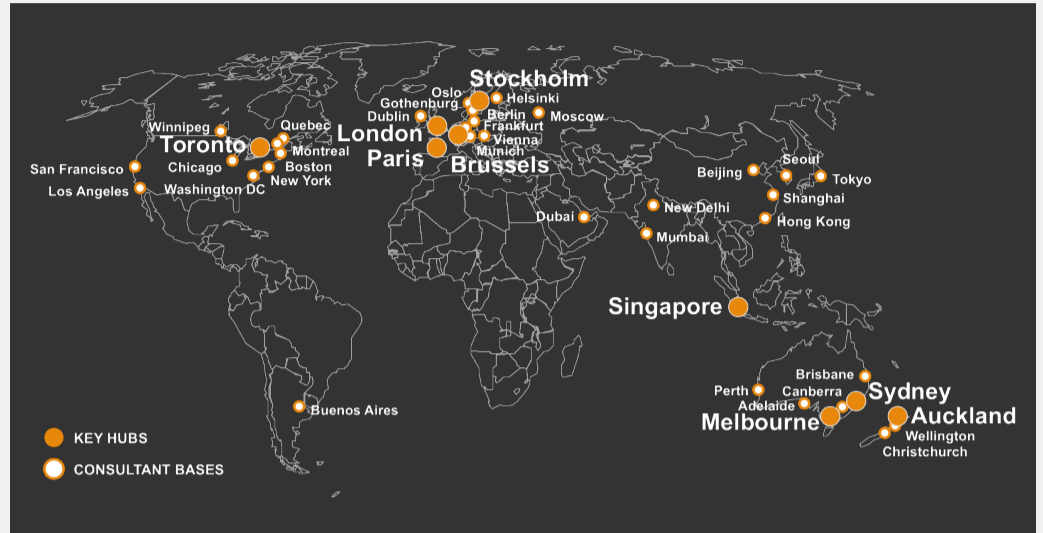 Stockholm
Oslo
Helsinki
Gothenburg
Dublin
Berlin
Moscow
London
Frankfurt
Vienna
Munich
Paris
Brussels
Winnipeg
Quebec
Toronto
Montreal
Chicago
Boston
San Francisco
New York
Los Angeles
Washington DC
Seoul
Beijing
Tokyo
Shanghai
New Delhi
Dubai
Hong Kong
Mumbai
Singapore
Brisbane
Perth
Canberra
Sydney
Adelaide
Melbourne
Auckland
Wellington
Christchurch
Buenos Aires
KEY HUBS
CONSULTANT BASES